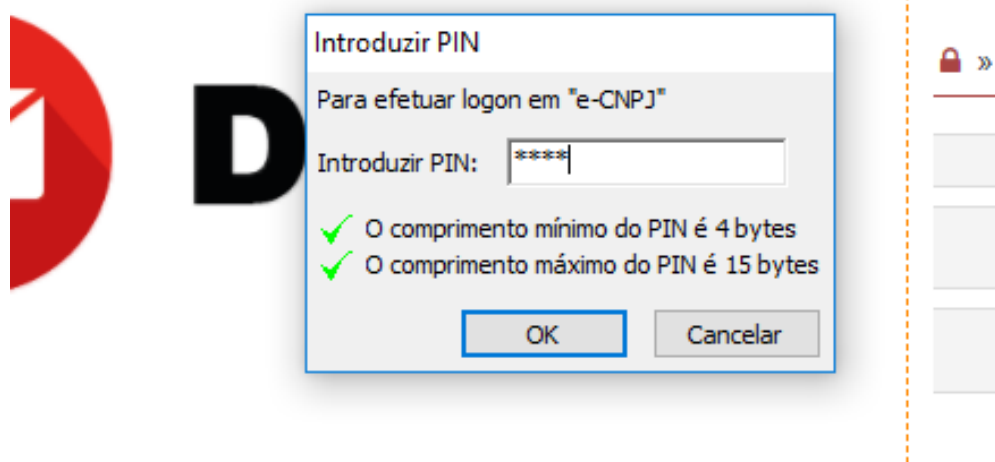 Introduzir PIN
Para efetuar logon em "e-CNPJ"
Introduzir PIN: ****
O comprimento mínimo do PIN é 4 bytes
O comprimento máximo do PIN é 15 bytes
OK Cancelar
D
»